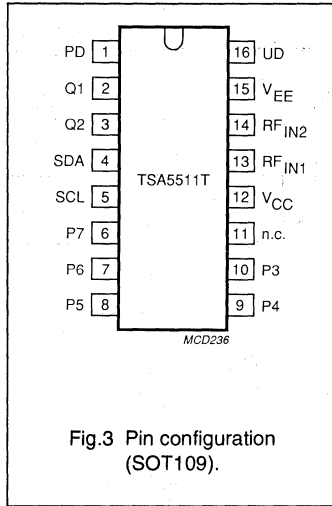 PD 1 16 UD
Q1 2 15 VEE
Q2 3 14 RFIN2
SDA 4 13 RFIN1
TSA5511T
SCL 5 12 VCC
P7 6 11 n.c.
P6 7 10 P3
P5 8 9 P4
MCD236
Fig.3 Pin configuration
(SOT109).